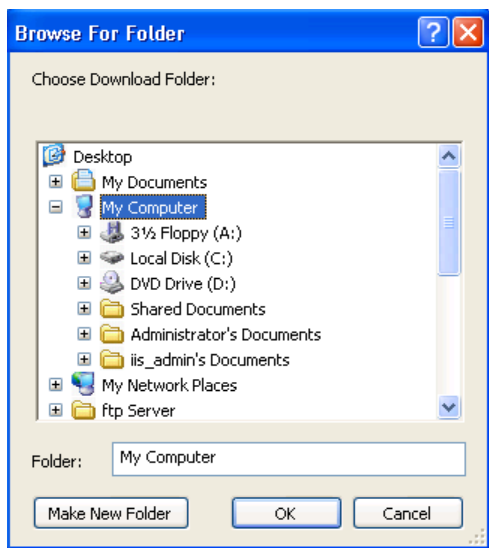 Browse For Folder
Choose Download Folder:
Desktop
My Documents
My Computer
3½ Floppy (A:)
Local Disk (C:)
DVD Drive (D:)
Shared Documents
Administrator's Documents
iis_admin's Documents
My Network Places
ftp Server
Folder: My Computer
Make New Folder OK Cancel